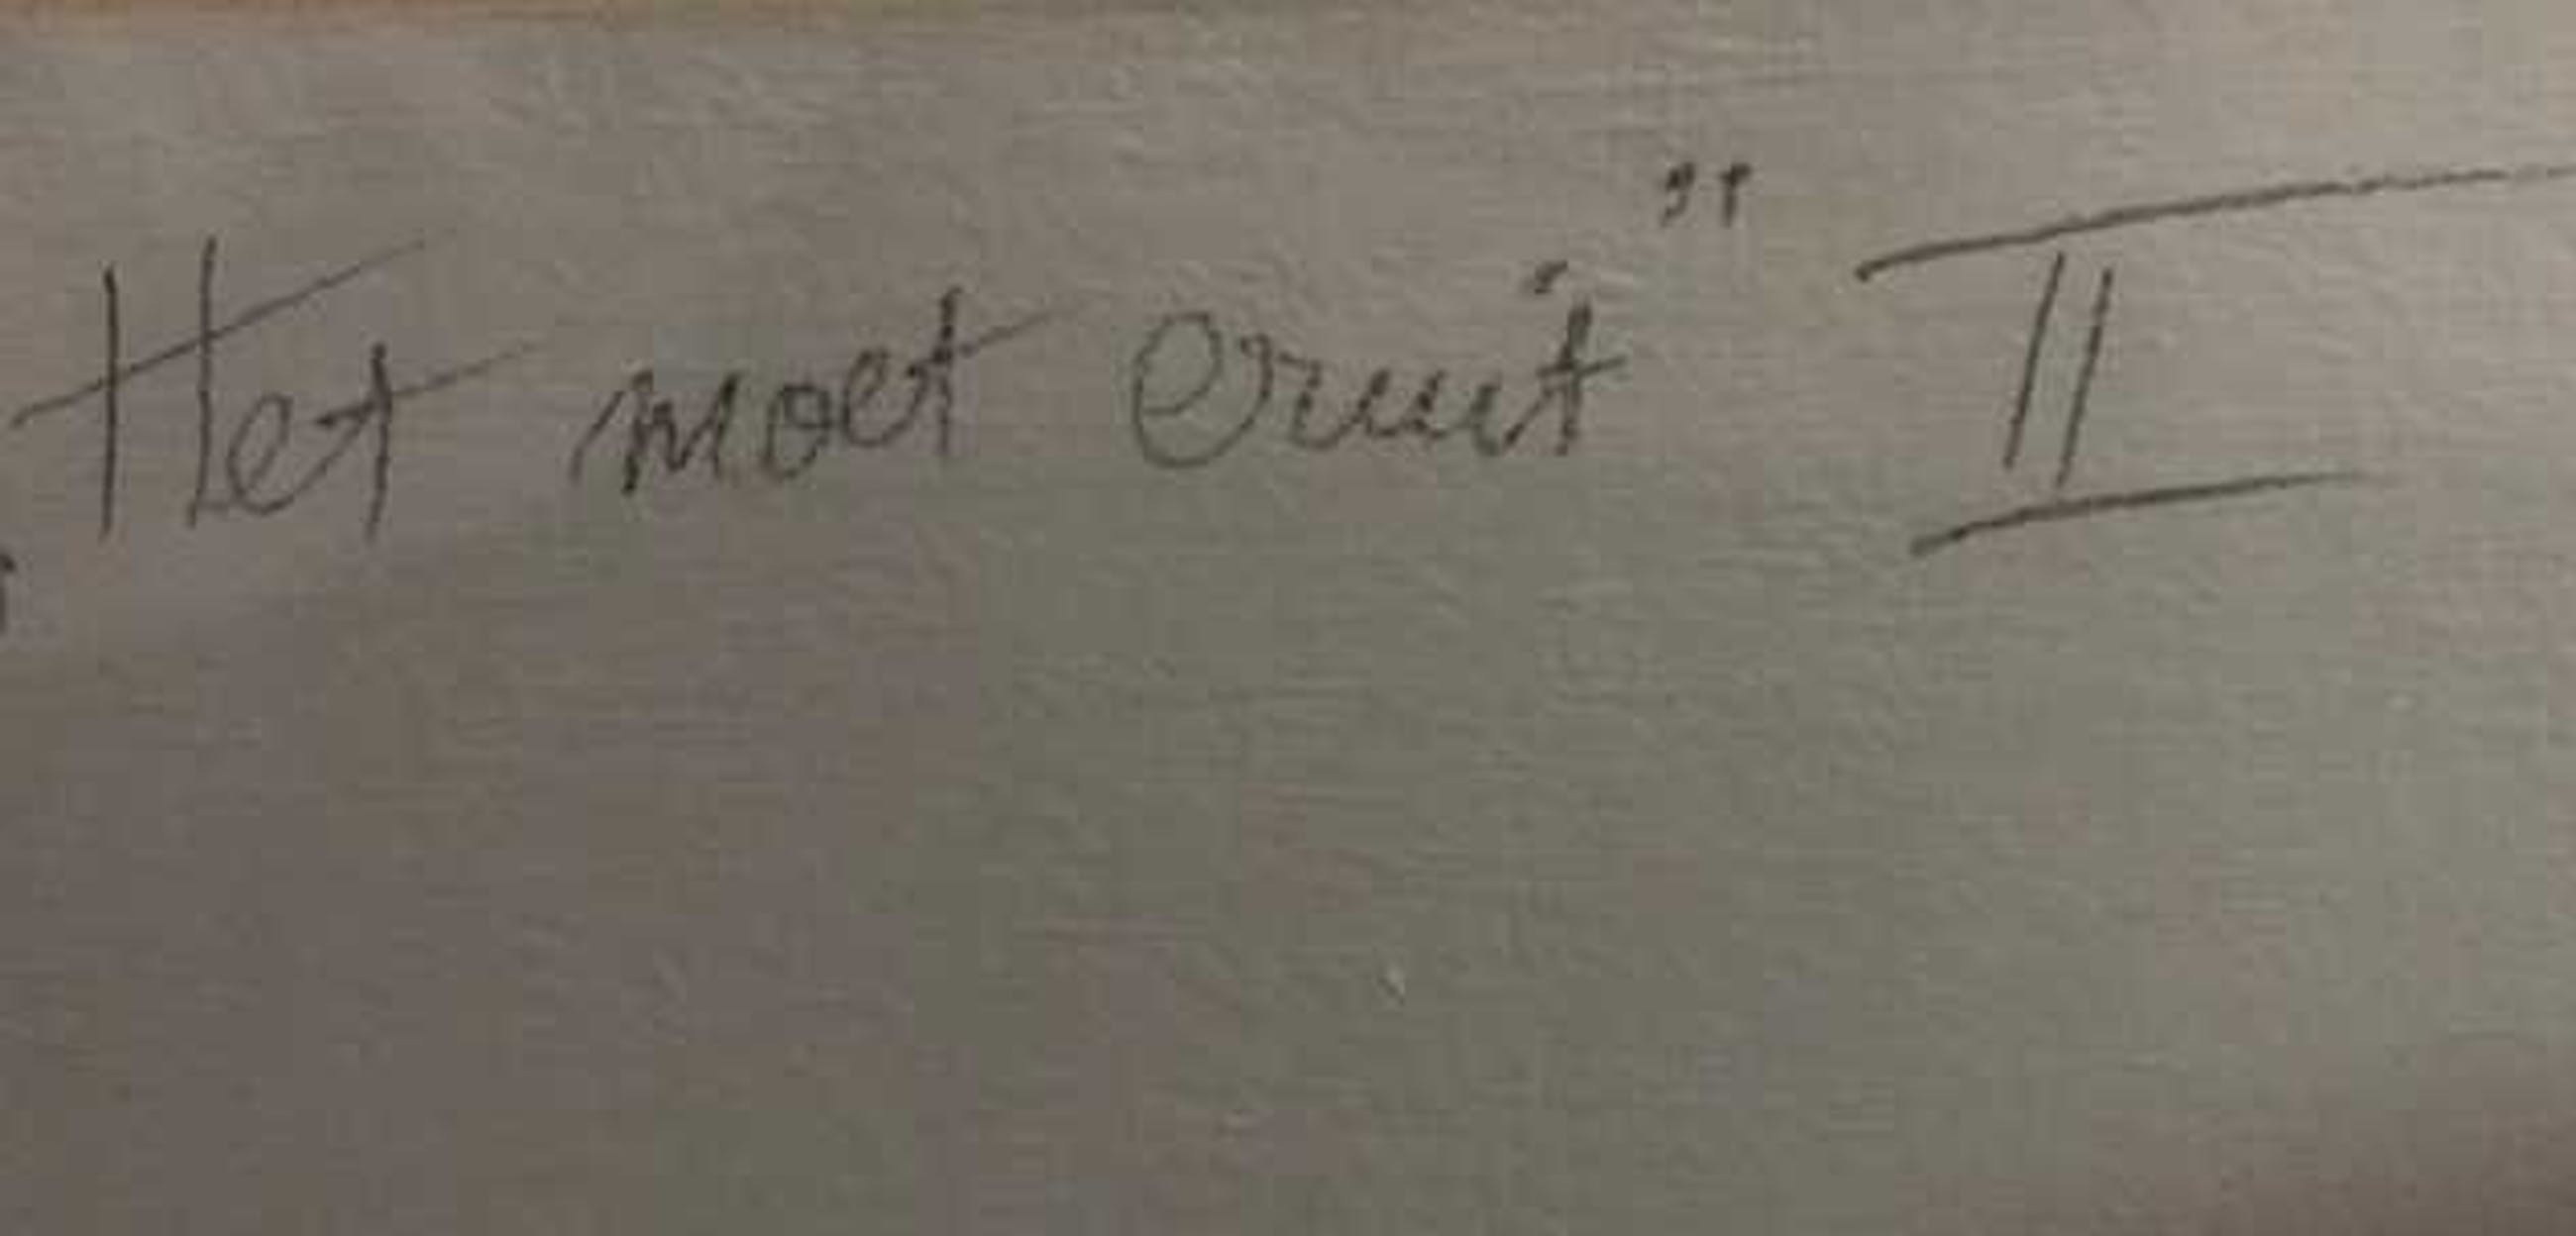 Het moet eruit" II